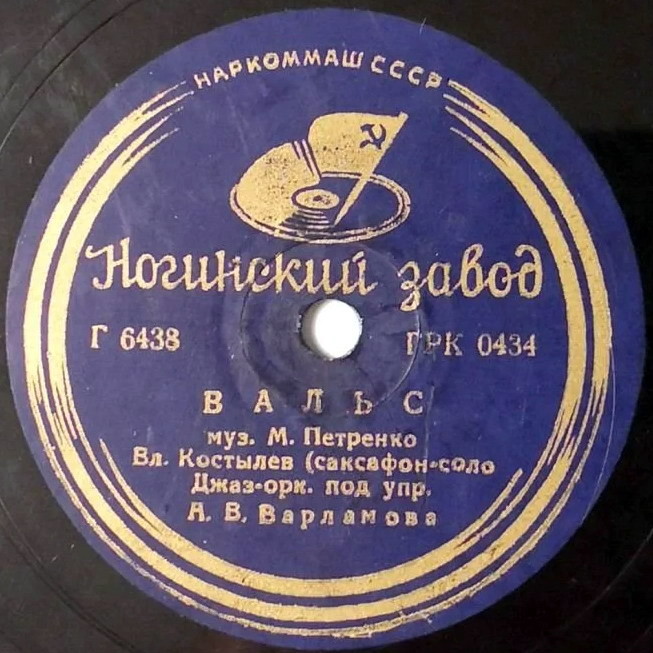 НАРКОММАШ СССР
Ногинский завод
Г 6438 ГРК 0434
ВАЛЬС
муз. М. Петренко
Вл. Костылев (саксафон-соло
Джаз-орк. под упр.
А. В. Варламова